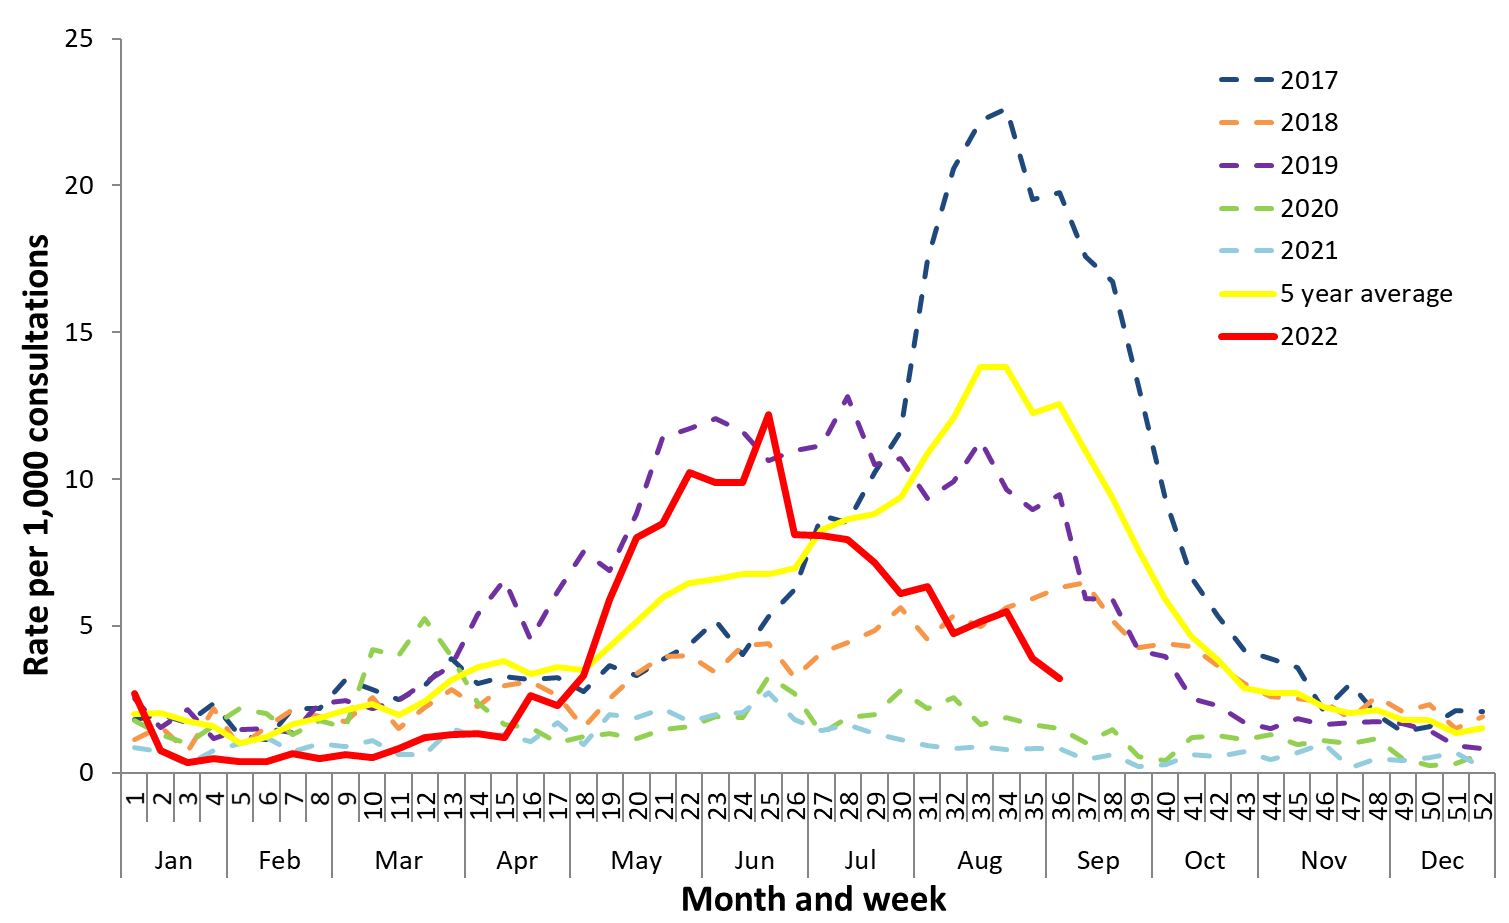 25
20
15
10
5
0
Rate per 1,000 consultations
2017
2018
2019
2020
2021
5 year average
2022
1 2 3 4 5 6 7 8 9 10 11 12 13 14 15 16 17 18 19 20 21 22 23 24 25 26 27 28 29 30 31 32 33 34 35 36 37 38 39 40 41 42 43 44 45 46 47 48 49 50 51 52
Jan Feb Mar Apr May Jun Jul Aug Sep Oct Nov Dec
Month and week